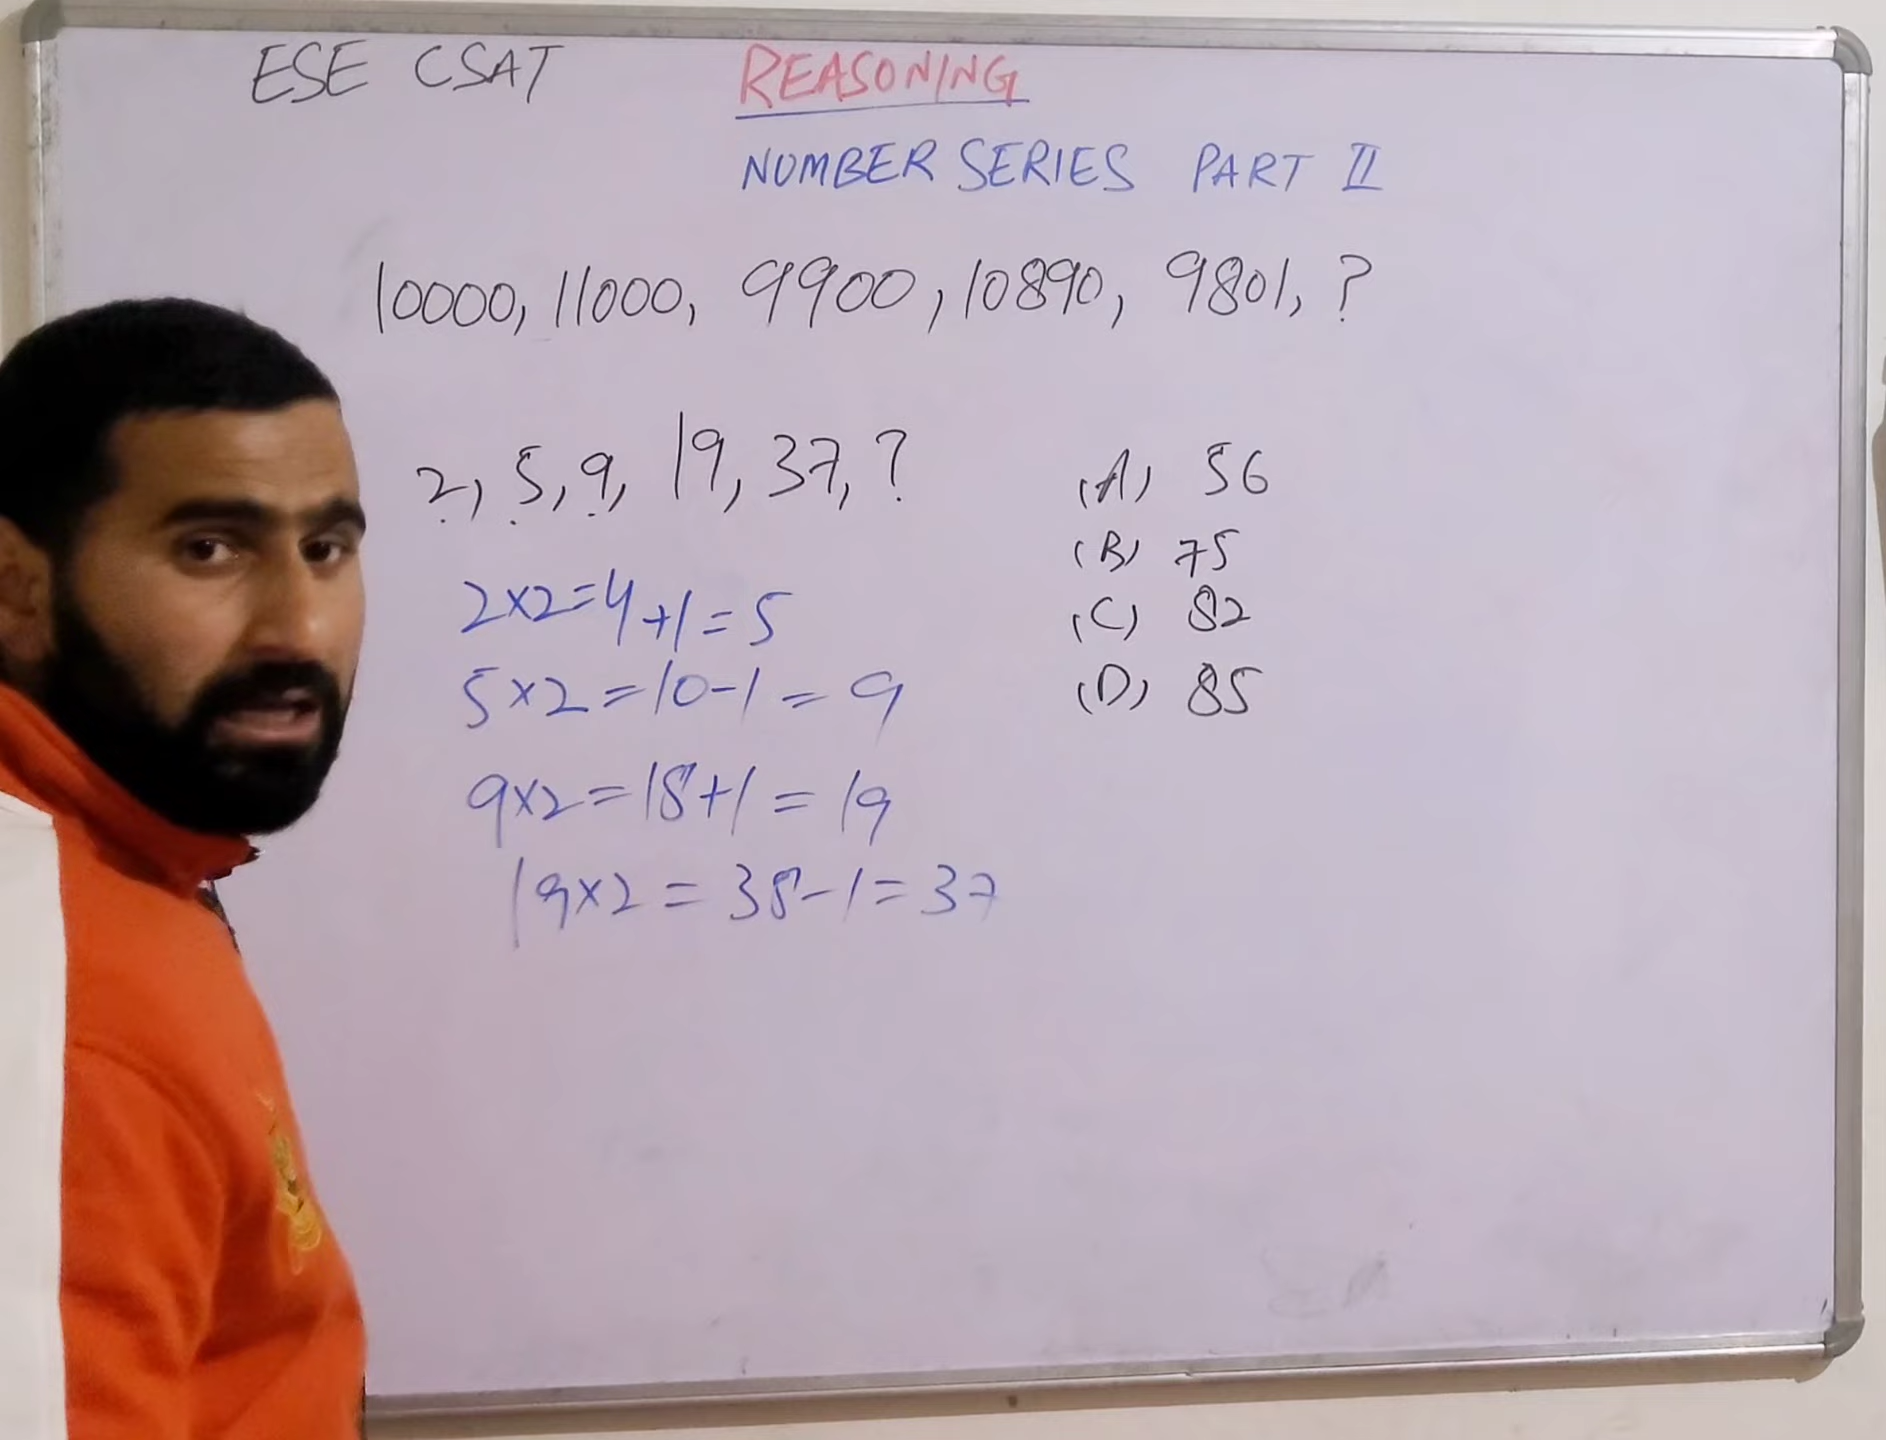 ESE CSAT REASONING
NUMBER SERIES PART II
10000, 11000, 9900, 10890, 9801, ?
2, 5, 9, 19, 37, ?
(A) 56
(B) 75
(C) 82
(D) 85
2×2=4+1=5
5×2=10-1=9
9×2=18+1=19
19×2=38-1=37